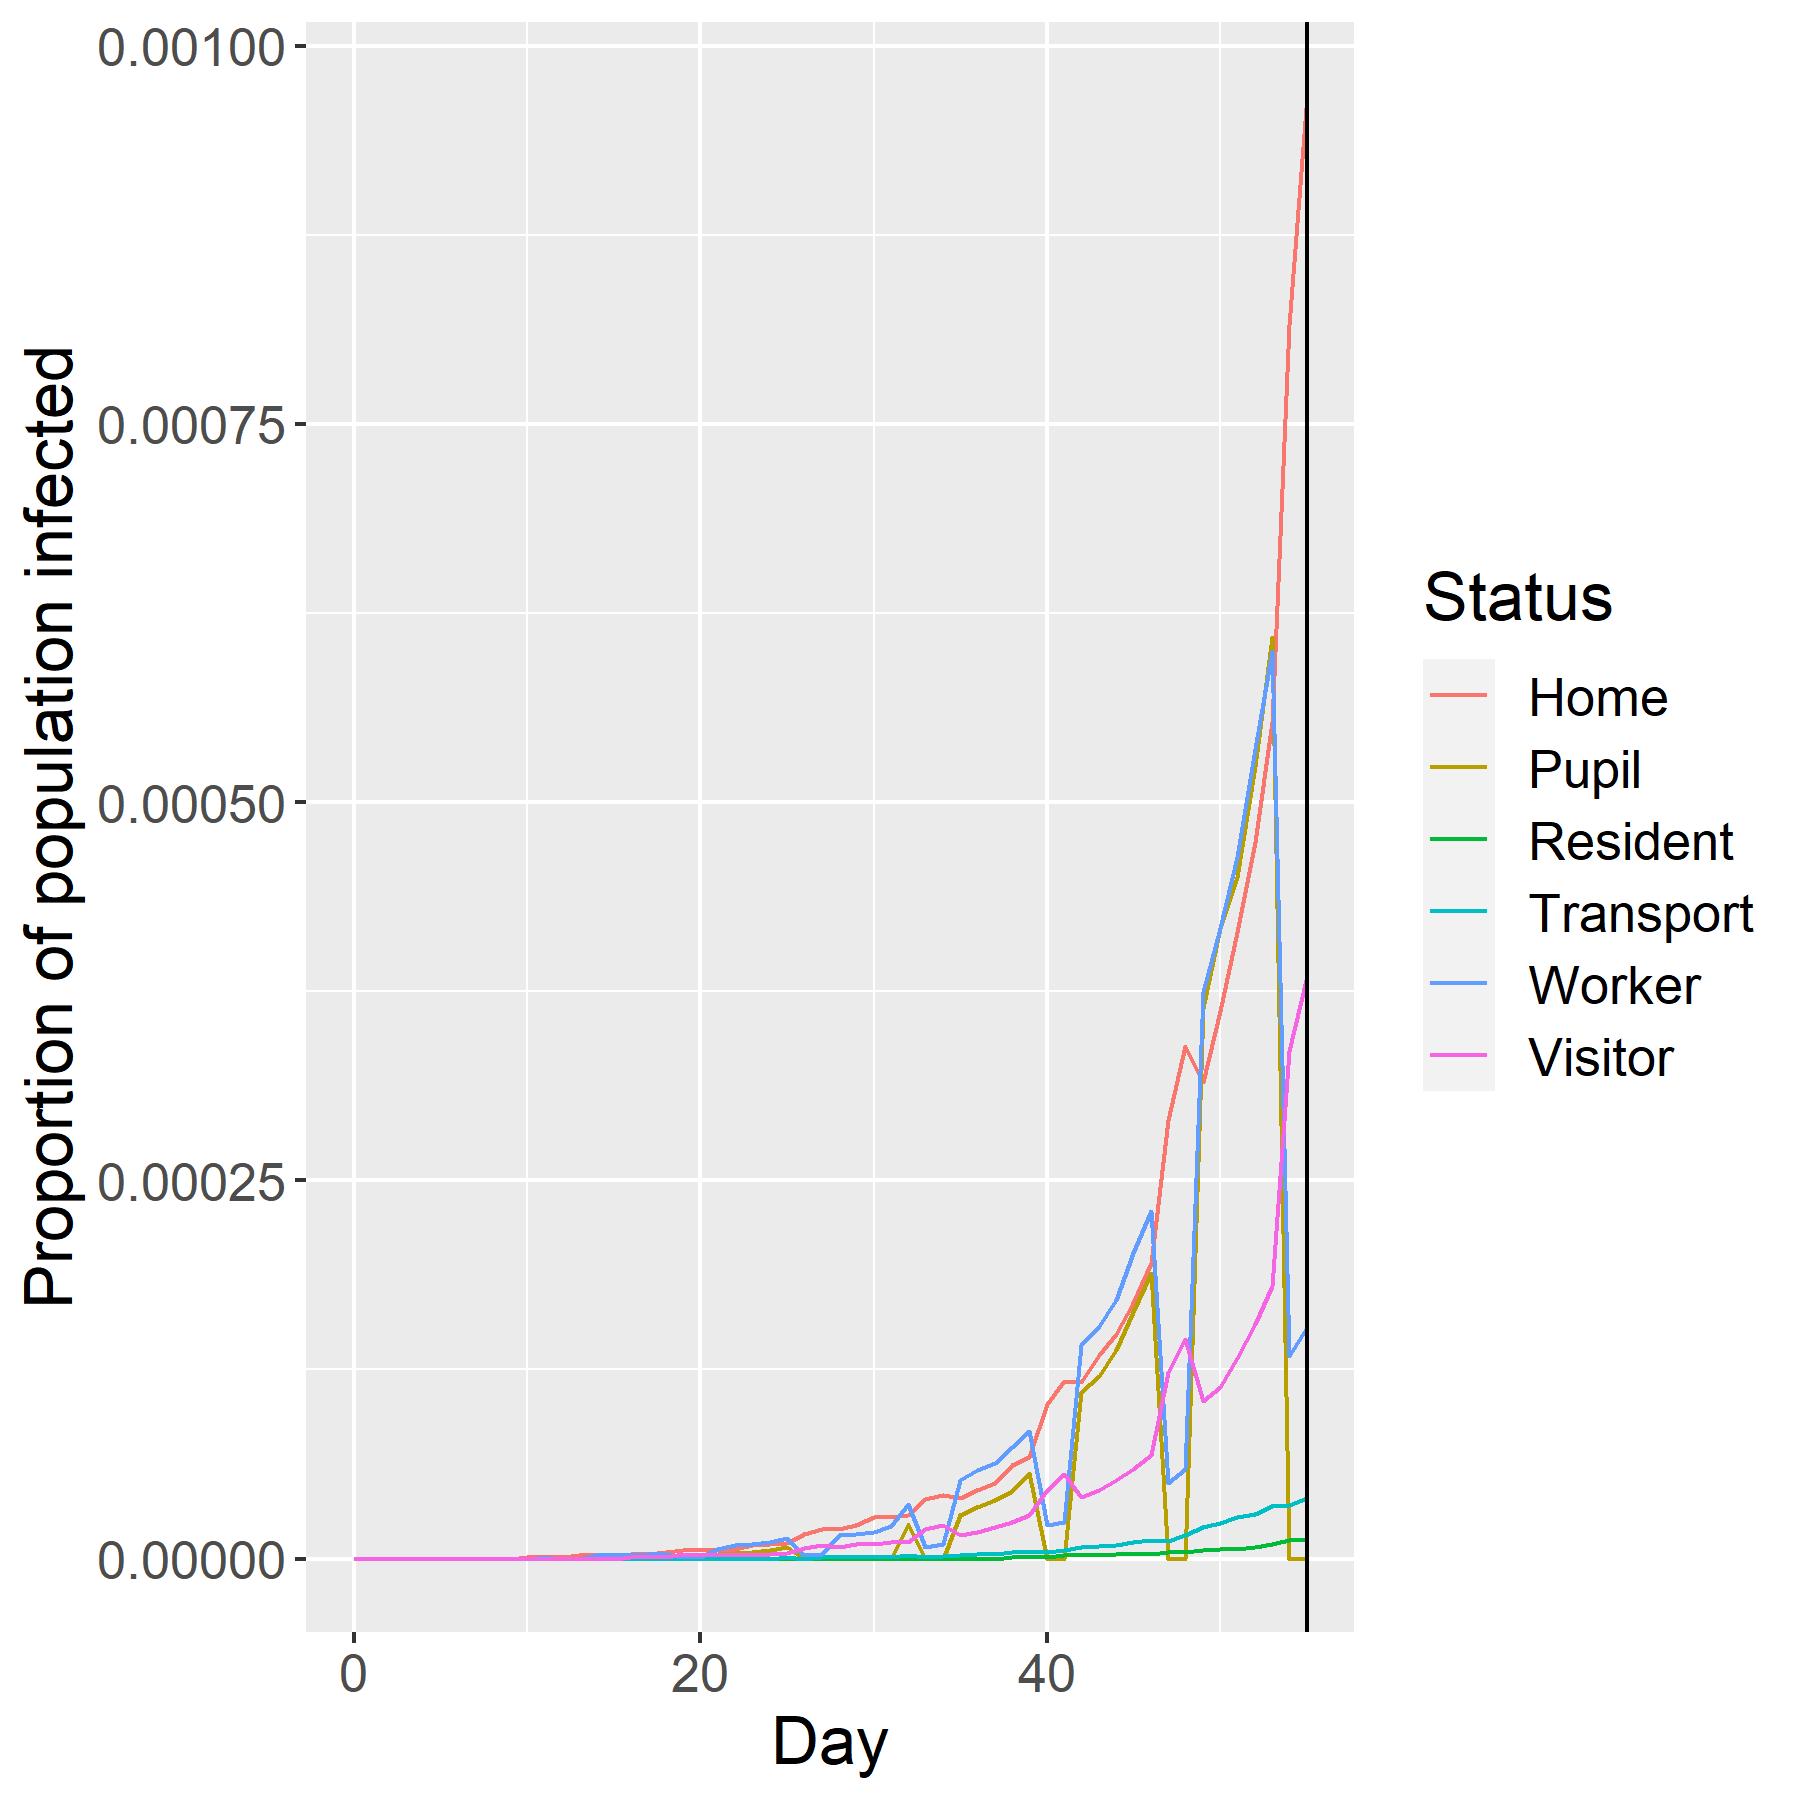 Proportion of population infected
0.00100
0.00075
0.00050
0.00025
0.00000
0
20
40
Day
Status
Home
Pupil
Resident
Transport
Worker
Visitor